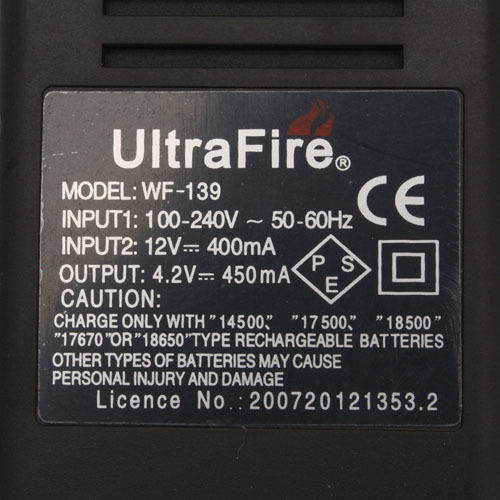 UltraFire®
MODEL: WF-139
INPUT1: 100-240V ~ 50-60Hz
INPUT2: 12V⎓ 400mA
OUTPUT: 4.2V⎓ 450mA
CE
PSE
CAUTION:
CHARGE ONLY WITH "14500", "17500", "18500"
"17670 "OR "18650"TYPE RECHARGEABLE BATTERIES
OTHER TYPES OF BATTERIES MAY CAUSE
PERSONAL INJURY AND DAMAGE
Licence No.: 200720121353.2